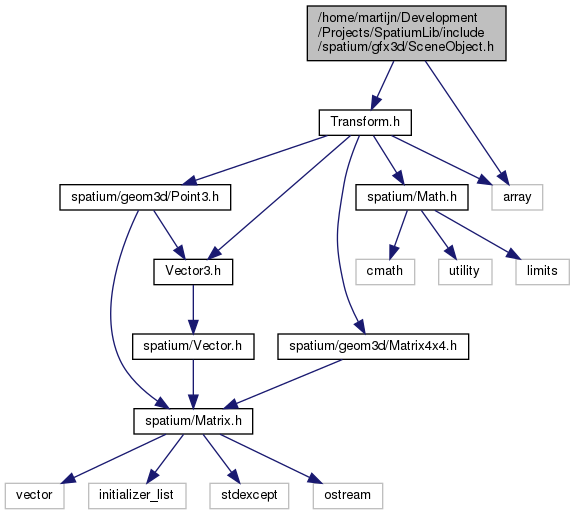 /home/martijn/Development
/Projects/SpatiumLib/include
/spatium/gfx3d/SceneObject.h
Transform.h
spatium/geom3d/Point3.h
spatium/Math.h
array
Vector3.h
cmath
utility
limits
spatium/Vector.h
spatium/geom3d/Matrix4x4.h
spatium/Matrix.h
vector
initializer_list
stdexcept
ostream